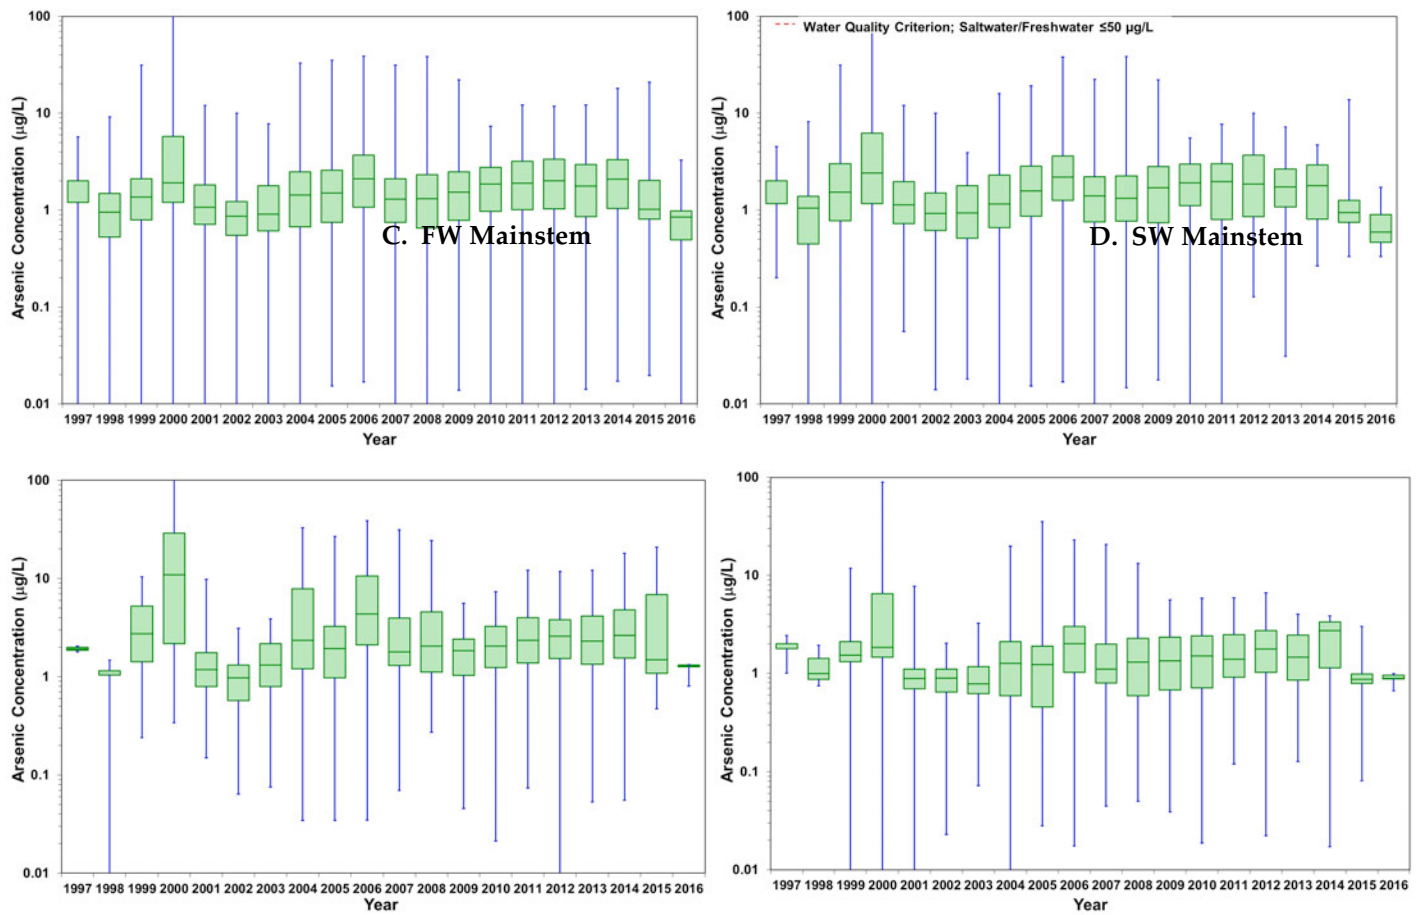 100
10
1
0.1
0.01
Arsenic Concentration (µg/L)
C. FW Mainstem
1997 1998 1999 2000 2001 2002 2003 2004 2005 2006 2007 2008 2009 2010 2011 2012 2013 2014 2015 2016
Year
100
10
1
0.1
0.01
Arsenic Concentration (µg/L)
Water Quality Criterion; Saltwater/Freshwater ≤50 µg/L
D. SW Mainstem
1997 1998 1999 2000 2001 2002 2003 2004 2005 2006 2007 2008 2009 2010 2011 2012 2013 2014 2015 2016
Year
100
10
1
0.1
0.01
Arsenic Concentration (µg/L)
1997 1998 1999 2000 2001 2002 2003 2004 2005 2006 2007 2008 2009 2010 2011 2012 2013 2014 2015 2016
Year
100
10
1
0.1
0.01
Arsenic Concentration (µg/L)
1997 1998 1999 2000 2001 2002 2003 2004 2005 2006 2007 2008 2009 2010 2011 2012 2013 2014 2015 2016
Year